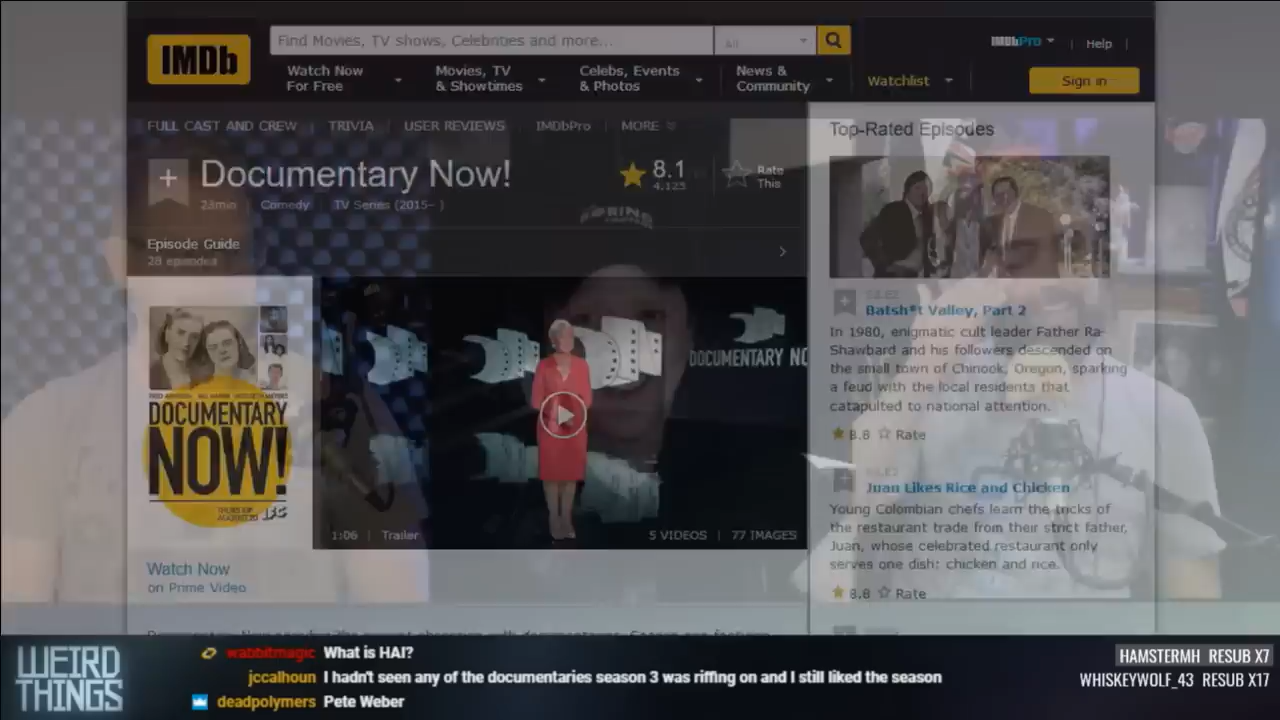 IMDb
Find Movies, TV shows, Celebrities and more...
All
IMDbPro
Help
Watch Now
For Free
Movies, TV
& Showtimes
Celebs, Events
& Photos
News &
Community
Watchlist
Sign in
FULL CAST AND CREW
TRIVIA
USER REVIEWS
IMDbPro
MORE
Documentary Now!
8.1
4,123
Rate
This
23min
Comedy
TV Series (2015– )
Episode Guide
28 episodes
DOCUMENTARY
NOW!
IFC
DOCUMENTARY NO
1:06 | Trailer
5 VIDEOS | 77 IMAGES
Watch Now
on Prime Video
Top-Rated Episodes
Batsh*t Valley, Part 2
In 1980, enigmatic cult leader Father Ra-
Shawbard and his followers descended on
the small town of Chinook, Oregon, sparking
a feud with the local residents that
catapulted to national attention.
8.8 Rate
Juan Likes Rice and Chicken
Young Colombian chefs learn the tricks of
the restaurant trade from their strict father,
Juan, whose celebrated restaurant only
serves one dish: chicken and rice.
8.8 Rate
WEIRD
THINGS
wabbitmagic What is HAI?
jccalhoun I hadn't seen any of the documentaries season 3 was riffing on and I still liked the season
deadpolymers Pete Weber
HAMSTERMH RESUB X7
WHISKEYWOLF_43 RESUB X17